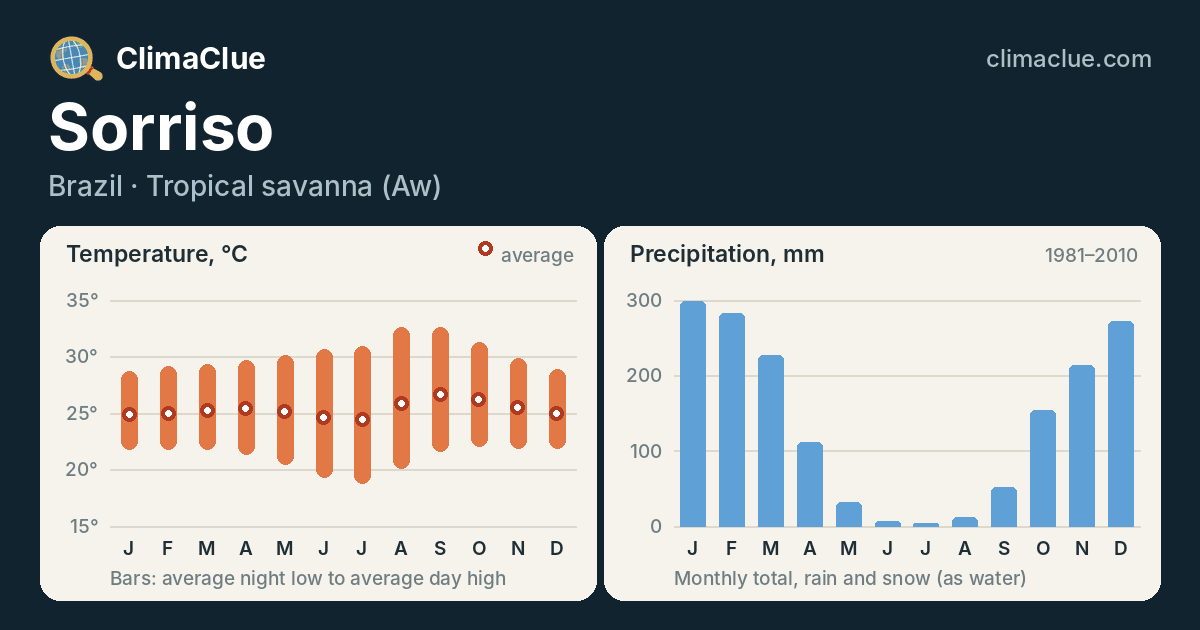 ClimaClue
climaclue.com
Sorriso
Brazil · Tropical savanna (Aw)
Temperature, °C
average
35°
30°
25°
20°
15°
J F M A M J J A S O N D
Bars: average night low to average day high
Precipitation, mm
1981–2010
300
200
100
0
J F M A M J J A S O N D
Monthly total, rain and snow (as water)